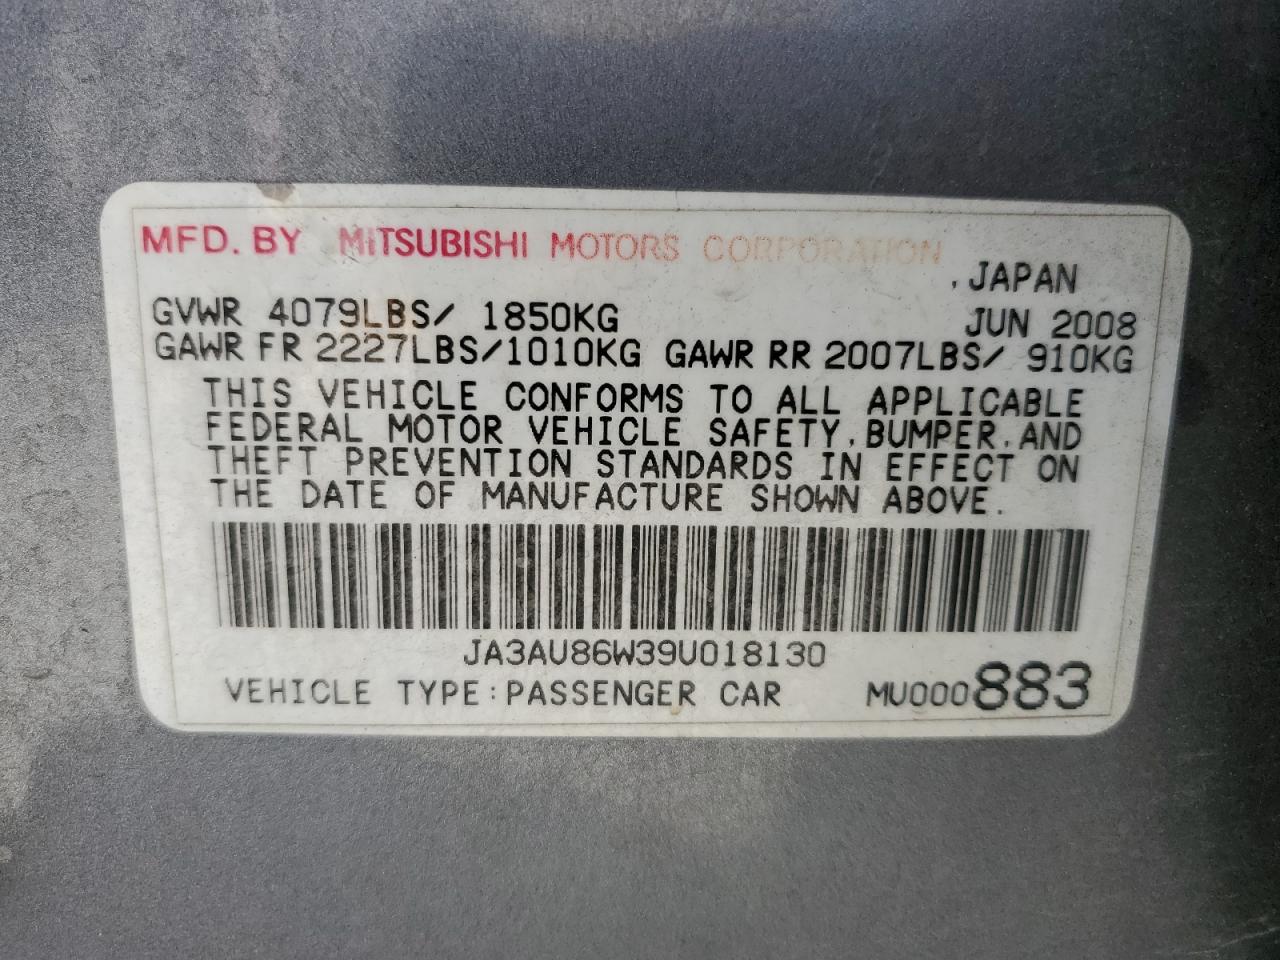 MFD. BY MITSUBISHI MOTORS CORPORATION
, JAPAN
GVWR 4079LBS/ 1850KG JUN 2008
GAWR FR 2227LBS/1010KG GAWR RR 2007LBS/ 910KG
THIS VEHICLE CONFORMS TO ALL APPLICABLE
FEDERAL MOTOR VEHICLE SAFETY, BUMPER, AND
THEFT PREVENTION STANDARDS IN EFFECT ON
THE DATE OF MANUFACTURE SHOWN ABOVE.
JA3AU86W39U018130
VEHICLE TYPE:PASSENGER CAR MU000883